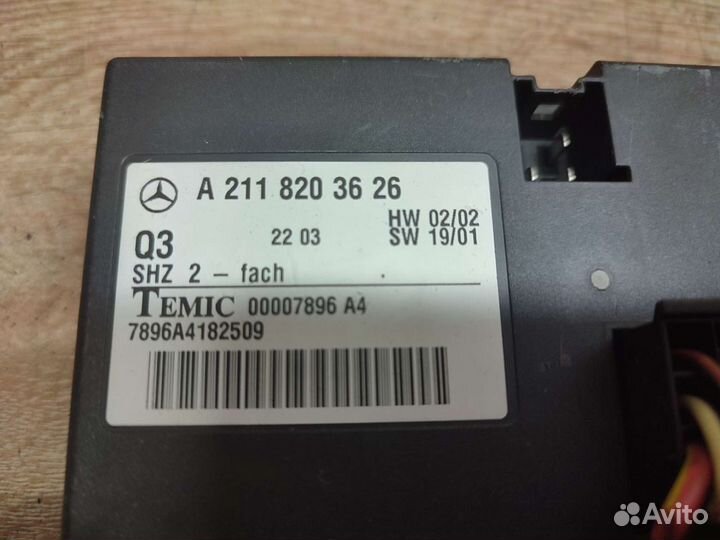 A 211 820 36 26
HW 02/02
Q3 22 03 SW 19/01
SHZ 2 - fach
TEMIC 00007896 A4
7896A4182509
Avito